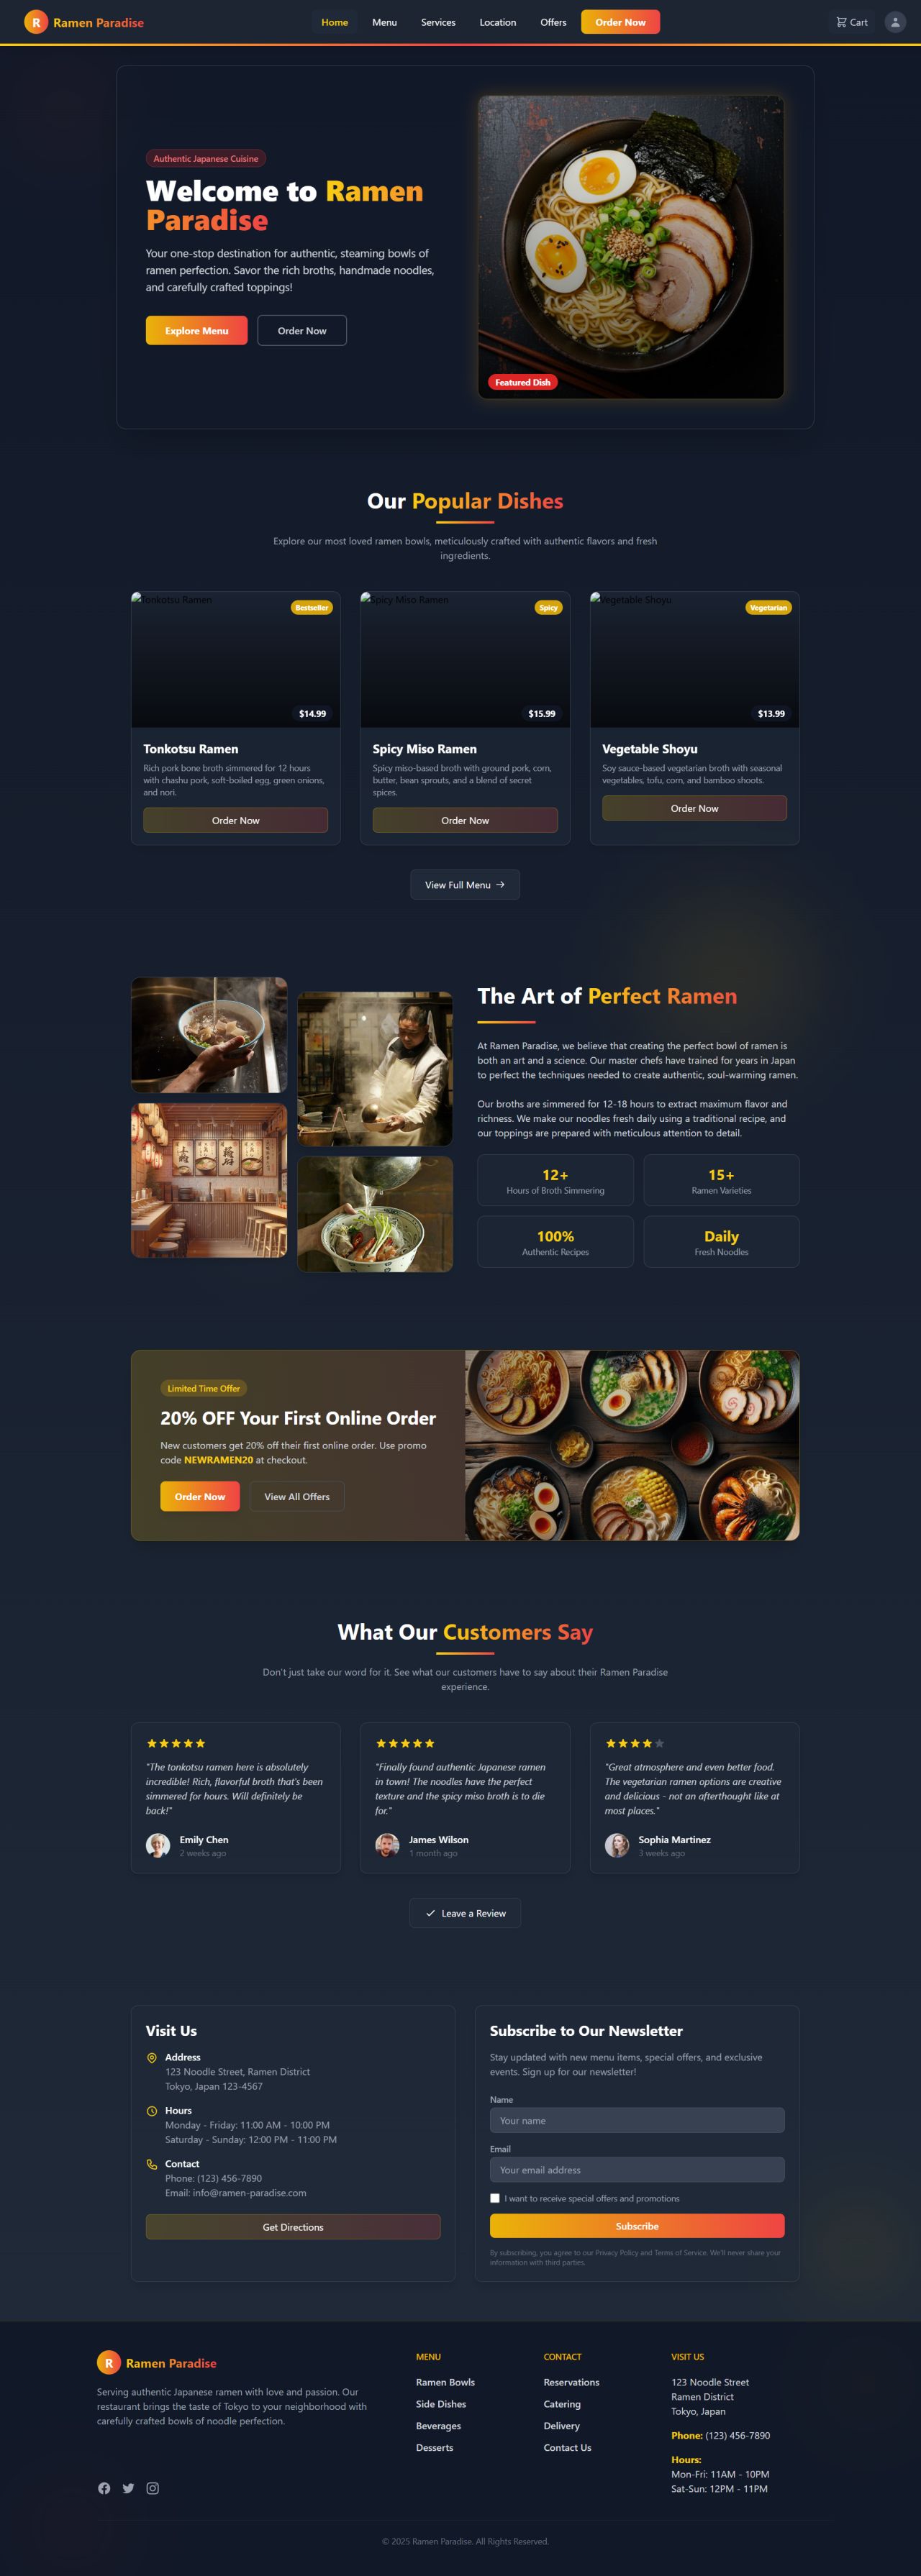 R Ramen Paradise
Home Menu Services Location Offers Order Now
Cart
Authentic Japanese Cuisine
Welcome to Ramen
Paradise
Your one-stop destination for authentic, steaming bowls of
ramen perfection. Savor the rich broths, handmade noodles,
and carefully crafted toppings!
Explore Menu
Order Now
Featured Dish
Our Popular Dishes
Explore our most loved ramen bowls, meticulously crafted with authentic flavors and fresh
ingredients.
Tonkotsu Ramen
Bestseller
$14.99
Tonkotsu Ramen
Rich pork bone broth simmered for 12 hours
with chashu pork, soft-boiled egg, green onions,
and nori.
Order Now
Spicy Miso Ramen
Spicy
$15.99
Spicy Miso Ramen
Spicy miso-based broth with ground pork, corn,
butter, bean sprouts, and a blend of secret
spices.
Order Now
Vegetable Shoyu
Vegetarian
$13.99
Vegetable Shoyu
Soy sauce-based vegetarian broth with seasonal
vegetables, tofu, corn, and bamboo shoots.
Order Now
View Full Menu →
The Art of Perfect Ramen
At Ramen Paradise, we believe that creating the perfect bowl of ramen is
both an art and a science. Our master chefs have trained for years in Japan
to perfect the techniques needed to create authentic, soul-warming ramen.
Our broths are simmered for 12-18 hours to extract maximum flavor and
richness. We make our noodles fresh daily using a traditional recipe, and
our toppings are prepared with meticulous attention to detail.
12+
Hours of Broth Simmering
15+
Ramen Varieties
100%
Authentic Recipes
Daily
Fresh Noodles
Limited Time Offer
20% OFF Your First Online Order
New customers get 20% off their first online order. Use promo
code NEWRAMEN20 at checkout.
Order Now
View All Offers
What Our Customers Say
Don't just take our word for it. See what our customers have to say about their Ramen Paradise
experience.
"The tonkotsu ramen here is absolutely
incredible! Rich, flavorful broth that's been
simmered for hours. Will definitely be
back!"
Emily Chen
2 weeks ago
"Finally found authentic Japanese ramen
in town! The noodles have the perfect
texture and the spicy miso broth is to die
for."
James Wilson
1 month ago
"Great atmosphere and even better food.
The vegetarian ramen options are creative
and delicious - not an afterthought like at
most places."
Sophia Martinez
3 weeks ago
Leave a Review
Visit Us
Address
123 Noodle Street, Ramen District
Tokyo, Japan 123-4567
Hours
Monday - Friday: 11:00 AM - 10:00 PM
Saturday - Sunday: 12:00 PM - 11:00 PM
Contact
Phone: (123) 456-7890
Email: info@ramen-paradise.com
Get Directions
Subscribe to Our Newsletter
Stay updated with new menu items, special offers, and exclusive
events. Sign up for our newsletter!
Name
Your name
Email
Your email address
I want to receive special offers and promotions
Subscribe
By subscribing, you agree to our Privacy Policy and Terms of Service. We'll never share your
information with third parties.
R Ramen Paradise
Serving authentic Japanese ramen with love and passion. Our
restaurant brings the taste of Tokyo to your neighborhood with
carefully crafted bowls of noodle perfection.
MENU
Ramen Bowls
Side Dishes
Beverages
Desserts
CONTACT
Reservations
Catering
Delivery
Contact Us
VISIT US
123 Noodle Street
Ramen District
Tokyo, Japan
Phone: (123) 456-7890
Hours:
Mon-Fri: 11AM - 10PM
Sat-Sun: 12PM - 11PM
© 2025 Ramen Paradise. All Rights Reserved.